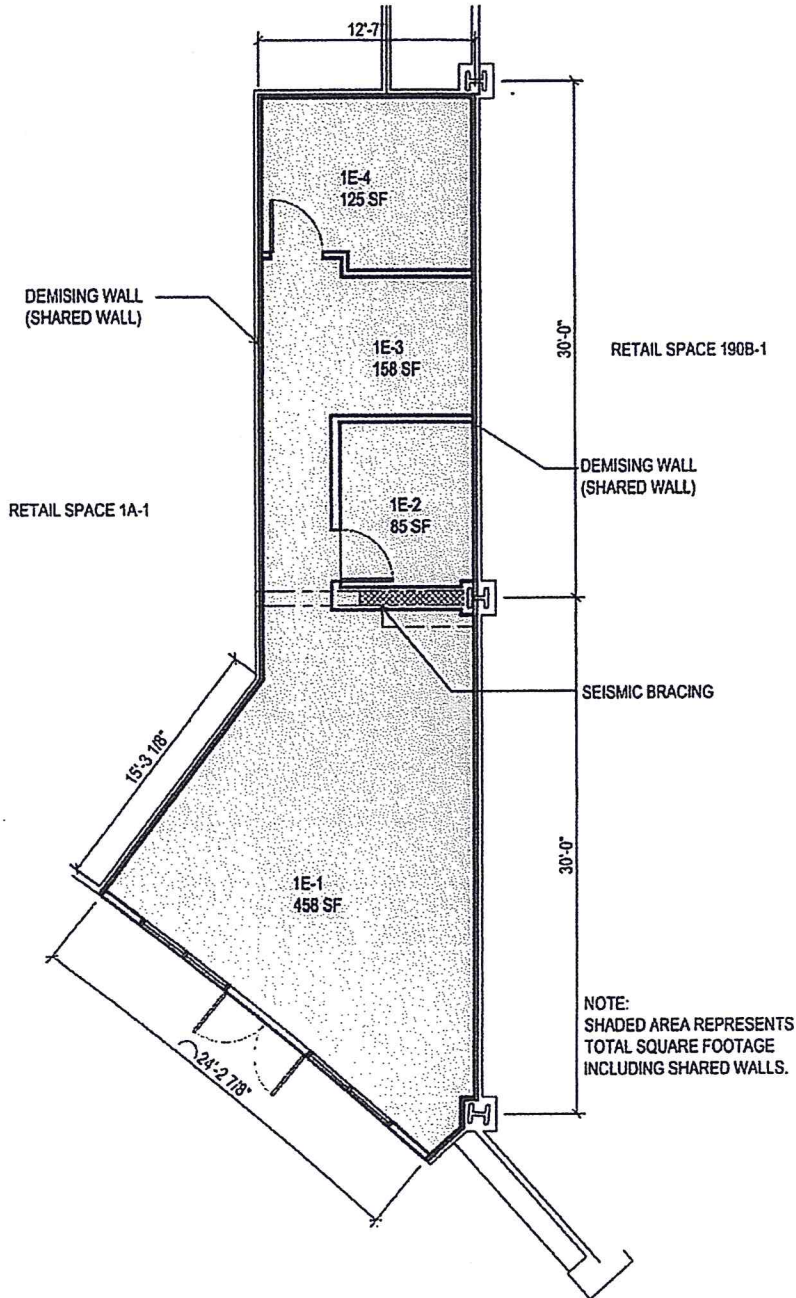 12'-7
1E-4
125 SF
DEMISING WALL
(SHARED WALL)
1E-3
158 SF
30'-0"
RETAIL SPACE 190B-1
DEMISING WALL
(SHARED WALL)
RETAIL SPACE 1A-1
1E-2
85 SF
SEISMIC BRACING
15'-3 1/8"
1E-1
458 SF
30'-0"
NOTE:
SHADED AREA REPRESENTS
TOTAL SQUARE FOOTAGE
INCLUDING SHARED WALLS.
24'-2 7/8"